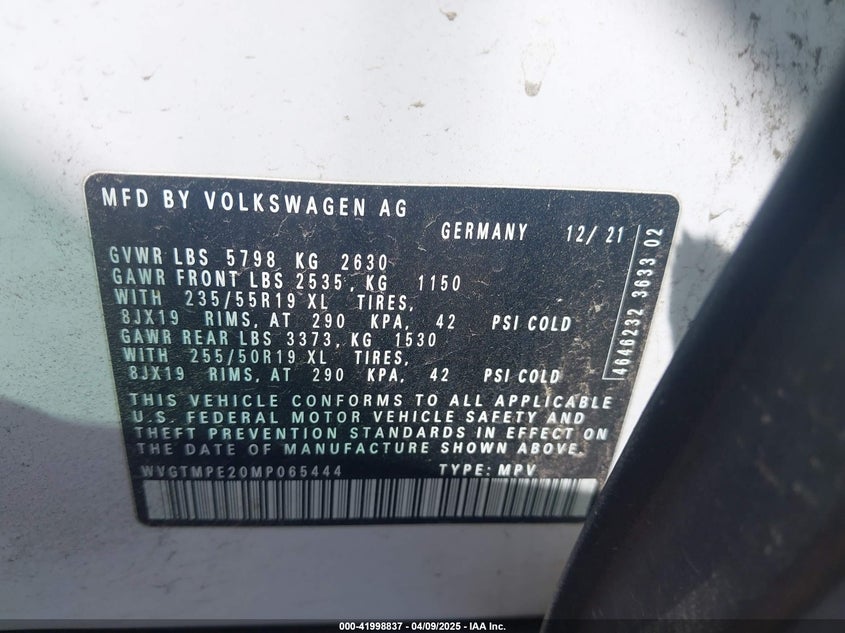 MFD BY VOLKSWAGEN AG
GERMANY 12/ 21
GVWR LBS 5798 KG 2630
GAWR FRONT LBS 2535, KG 1150
WITH 235/55R19 XL TIRES,
8JX19 RIMS, AT 290 KPA, 42 PSI COLD
GAWR REAR LBS 3373, KG 1530
WITH 255/50R19 XL TIRES,
8JX19 RIMS, AT 290 KPA, 42 PSI COLD
THIS VEHICLE CONFORMS TO ALL APPLICABLE
U.S. FEDERAL MOTOR VEHICLE SAFETY AND
THEFT PREVENTION STANDARDS IN EFFECT ON
THE DATE OF MANUFACTURE SHOWN ABOVE.
WVGTMPE20MP065444 TYPE: MPV
4646232 3633 02
000-41998837 - 04/09/2025 - IAA Inc.